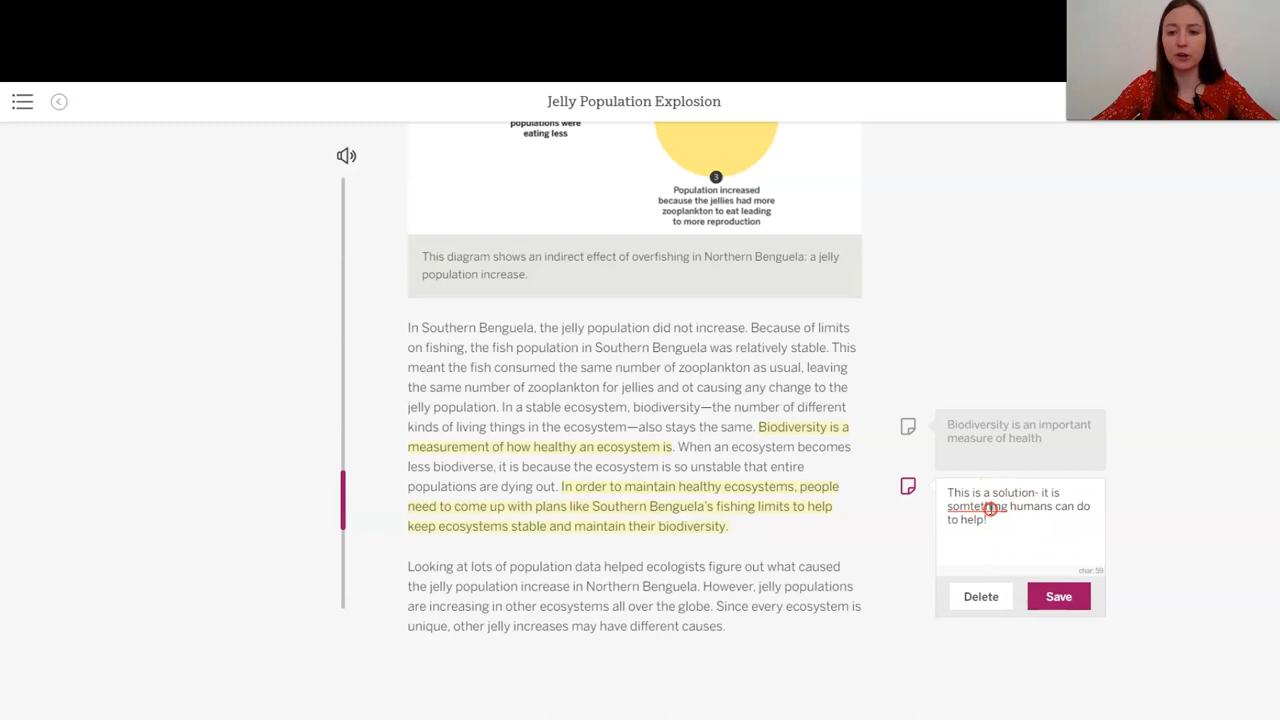 Jelly Population Explosion
populations were
eating less
3
Population increased
because the jellies had more
zooplankton to eat leading
to more reproduction
This diagram shows an indirect effect of overfishing in Northern Benguela: a jelly
population increase.
In Southern Benguela, the jelly population did not increase. Because of limits
on fishing, the fish population in Southern Benguela was relatively stable. This
meant the fish consumed the same number of zooplankton as usual, leaving
the same number of zooplankton for jellies and ot causing any change to the
jelly population. In a stable ecosystem, biodiversity—the number of different
kinds of living things in the ecosystem—also stays the same. Biodiversity is a
measurement of how healthy an ecosystem is. When an ecosystem becomes
less biodiverse, it is because the ecosystem is so unstable that entire
populations are dying out. In order to maintain healthy ecosystems, people
need to come up with plans like Southern Benguela's fishing limits to help
keep ecosystems stable and maintain their biodiversity.
Looking at lots of population data helped ecologists figure out what caused
the jelly population increase in Northern Benguela. However, jelly populations
are increasing in other ecosystems all over the globe. Since every ecosystem is
unique, other jelly increases may have different causes.
Biodiversity is an important
measure of health
This is a solution- it is
humans can do
to help!
char: 59
Delete
Save